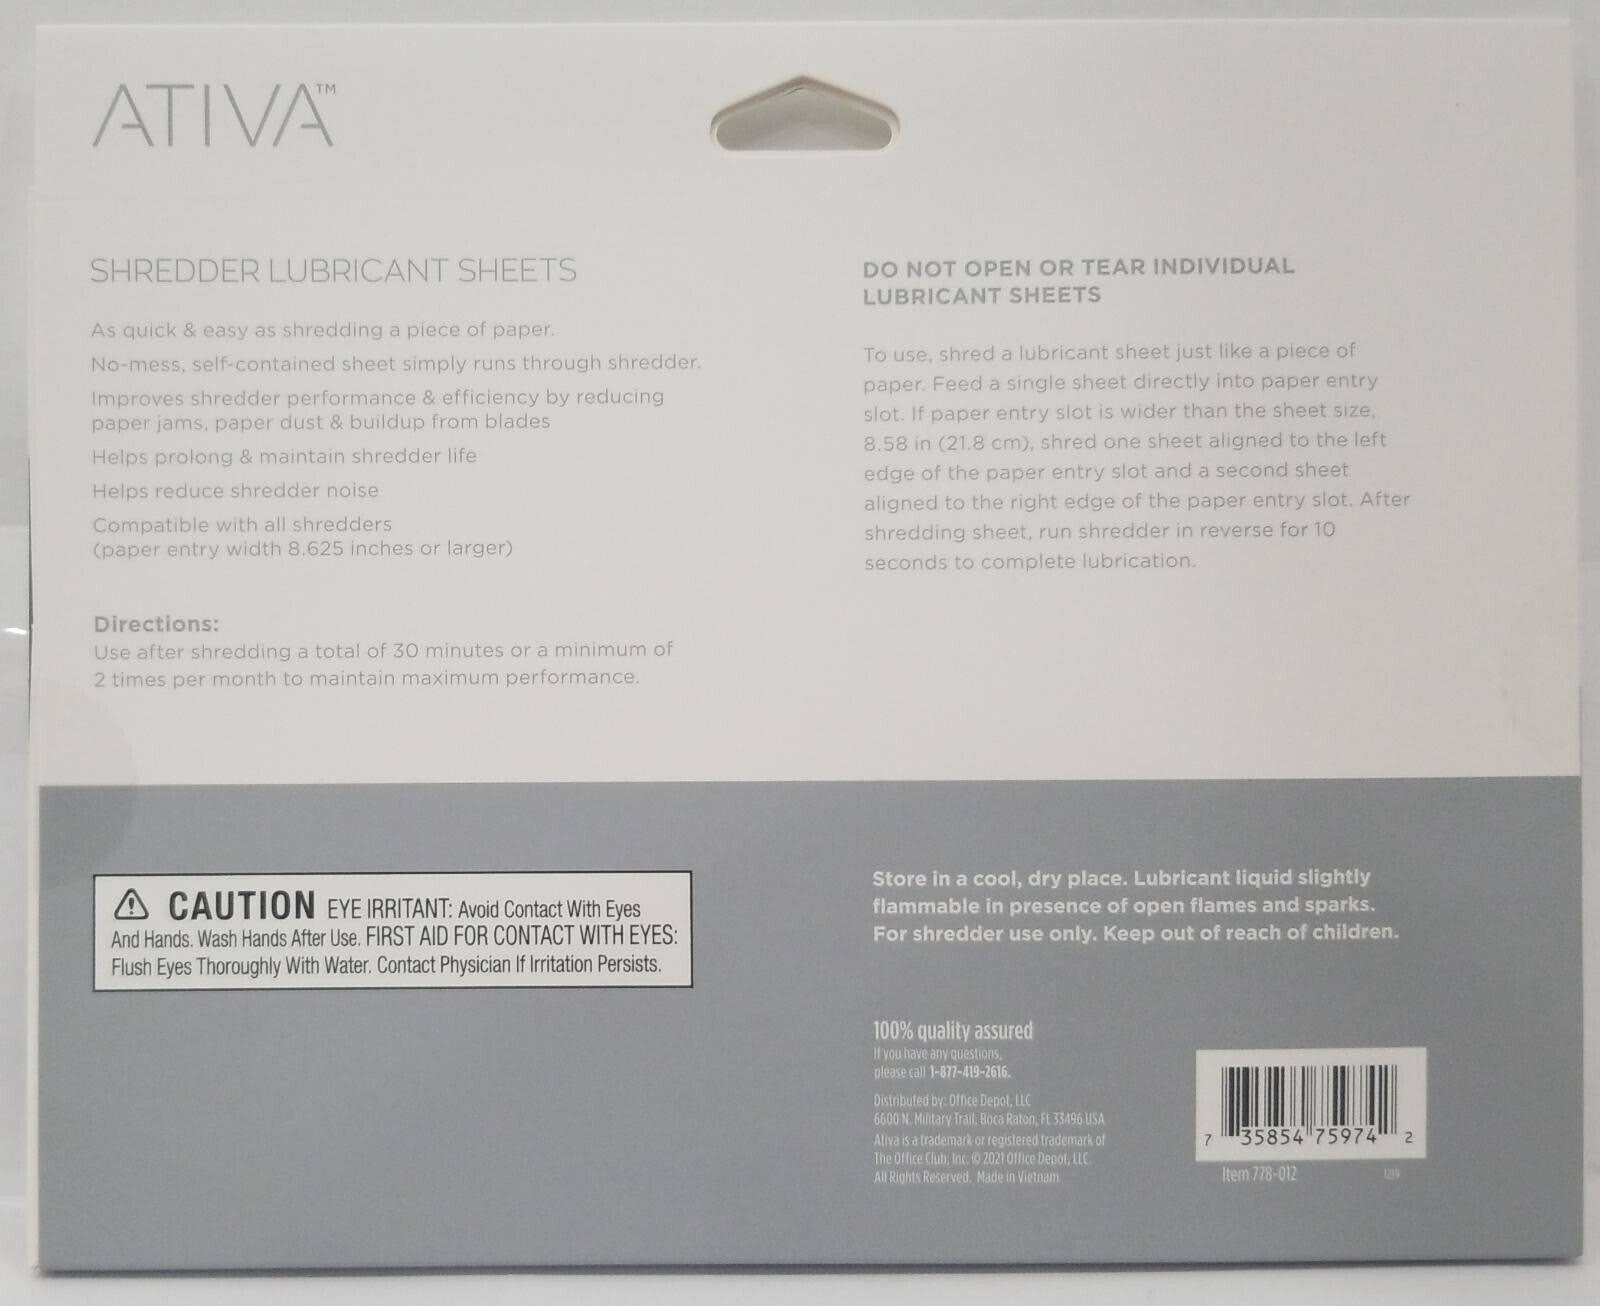 ATIVA™
SHREDDER LUBRICANT SHEETS
As quick & easy as shredding a piece of paper.
No-mess, self-contained sheet simply runs through shredder.
Improves shredder performance & efficiency by reducing
paper jams, paper dust & buildup from blades
Helps prolong & maintain shredder life
Helps reduce shredder noise
Compatible with all shredders
(paper entry width 8.625 inches or larger)
Directions:
Use after shredding a total of 30 minutes or a minimum of
2 times per month to maintain maximum performance.
DO NOT OPEN OR TEAR INDIVIDUAL
LUBRICANT SHEETS
To use, shred a lubricant sheet just like a piece of
paper. Feed a single sheet directly into paper entry
slot. If paper entry slot is wider than the sheet size,
8.58 in (21.8 cm), shred one sheet aligned to the left
edge of the paper entry slot and a second sheet
aligned to the right edge of the paper entry slot. After
shredding sheet, run shredder in reverse for 10
seconds to complete lubrication.
CAUTION EYE IRRITANT: Avoid Contact With Eyes
And Hands. Wash Hands After Use. FIRST AID FOR CONTACT WITH EYES:
Flush Eyes Thoroughly With Water. Contact Physician If Irritation Persists.
Store in a cool, dry place. Lubricant liquid slightly
flammable in presence of open flames and sparks.
For shredder use only. Keep out of reach of children.
100% quality assured
If you have any questions,
please call 1-877-419-2616.
Distributed by: Office Depot, LLC
6600 N. Military Trail, Boca Raton, FL 33496 USA
Ativa is a trademark or registered trademark of
The Office Club, Inc. © 2021 Office Depot, LLC.
All Rights Reserved. Made in Vietnam
7 35854 75974 2
Item 778-012